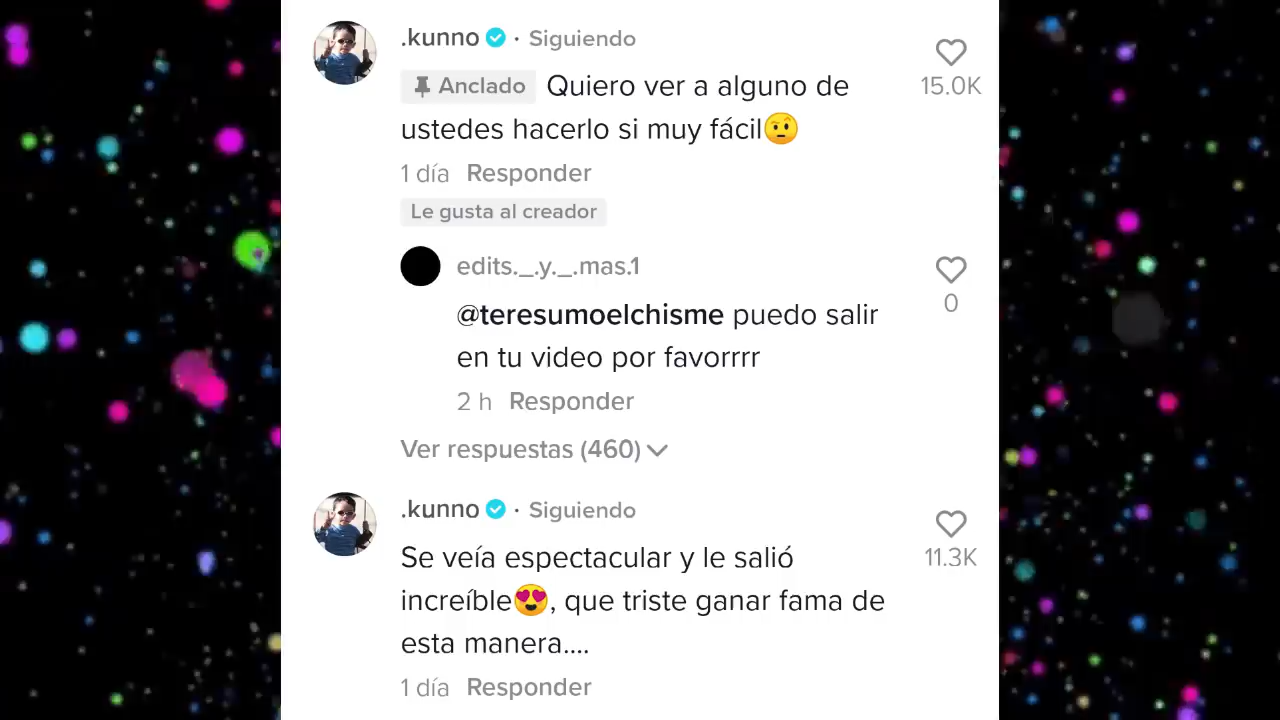 .kunno · Siguiendo
15.0K
Anclado Quiero ver a alguno de
ustedes hacerlo si muy fácil🤨
1 día Responder
Le gusta al creador
edits._.y._.mas.1
0
@teresumoelchisme puedo salir
en tu video por favorrrr
2 h Responder
Ver respuestas (460)
.kunno · Siguiendo
11.3K
Se veía espectacular y le salió
increíble😍, que triste ganar fama de
esta manera....
1 día Responder